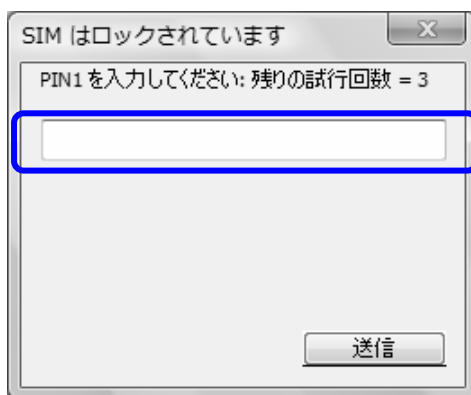 SIM はロックされています
PIN1 を入力してください: 残りの試行回数 = 3
送信